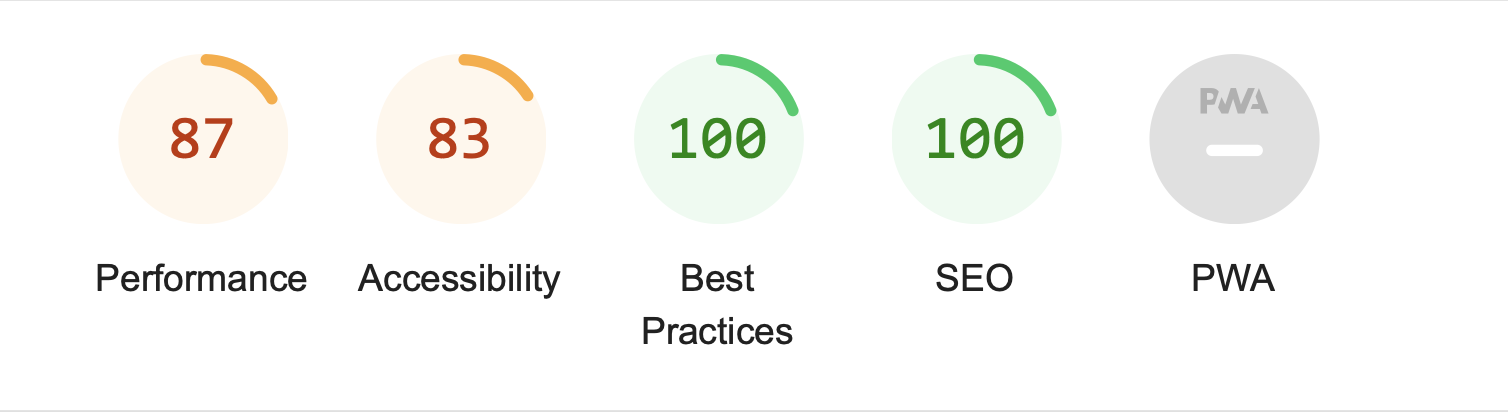 87 83 100 100 PWA
Performance Accessibility Best SEO PWA
Practices